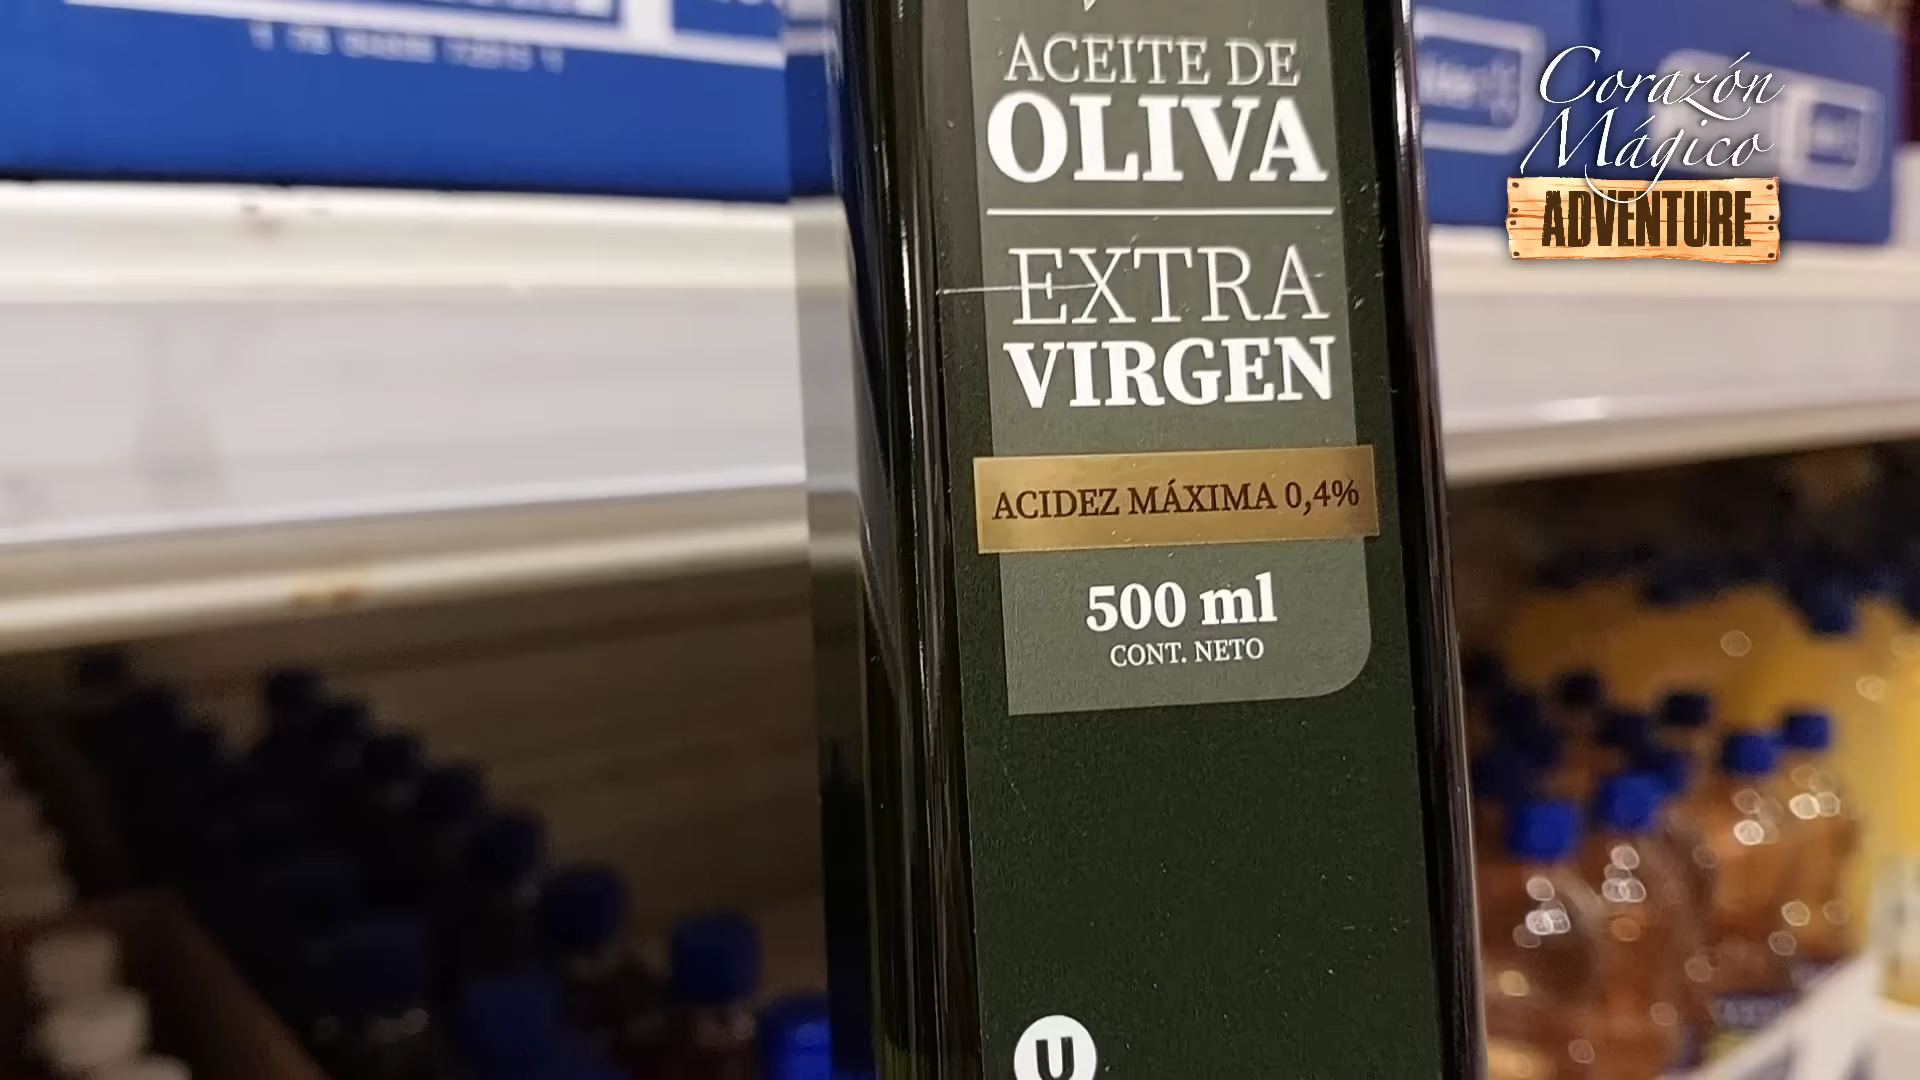 ACEITE DE
OLIVA
EXTRA
VIRGEN
ACIDEZ MÁXIMA 0,4%
500 ml
CONT. NETO
U
Corazón
Mágico
ADVENTURE